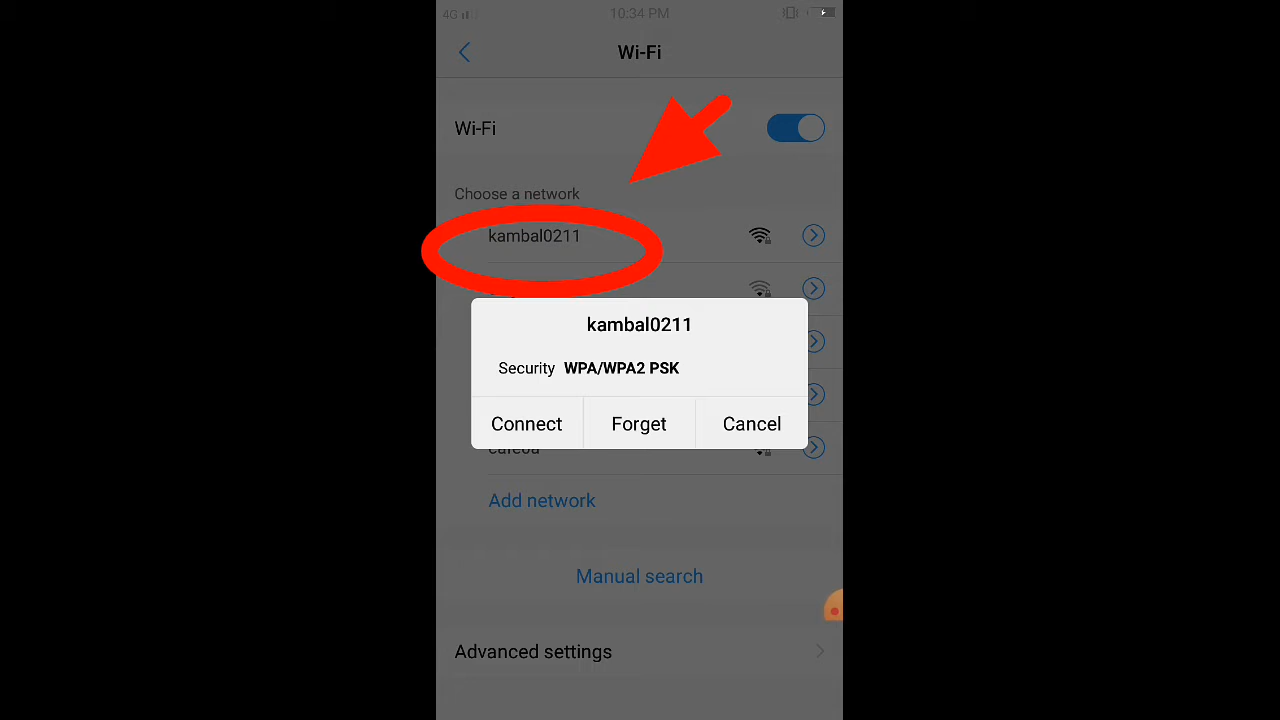 4G
10:34 PM
Wi-Fi
Wi-Fi
Choose a network
kambal0211
kambal0211
Security WPA/WPA2 PSK
Connect Forget Cancel
Add network
Manual search
Advanced settings